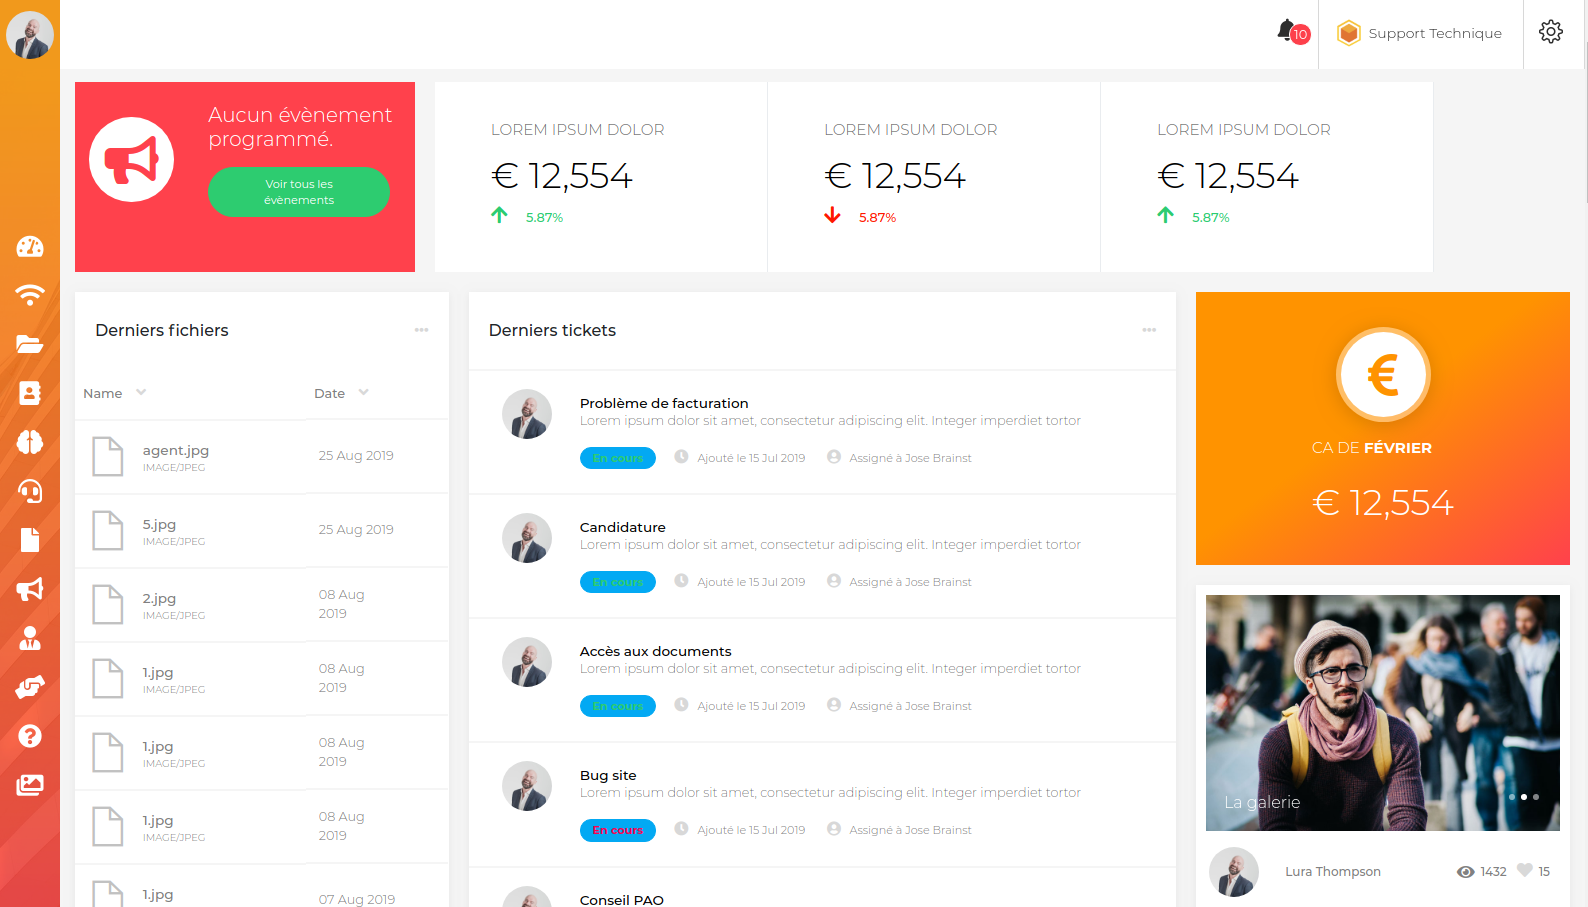 10
Support Technique
Aucun évènement
programmé.
Voir tous les
évènements
LOREM IPSUM DOLOR
€ 12,554
5.87%
LOREM IPSUM DOLOR
€ 12,554
5.87%
LOREM IPSUM DOLOR
€ 12,554
5.87%
Derniers fichiers
Name
Date
agent.jpg
IMAGE/JPEG
25 Aug 2019
5.jpg
IMAGE/JPEG
25 Aug 2019
2.jpg
IMAGE/JPEG
08 Aug
2019
1.jpg
IMAGE/JPEG
08 Aug
2019
1.jpg
IMAGE/JPEG
08 Aug
2019
1.jpg
IMAGE/JPEG
08 Aug
2019
1.jpg
07 Aug 2019
Derniers tickets
Problème de facturation
Lorem ipsum dolor sit amet, consectetur adipiscing elit. Integer imperdiet tortor
En cours
Ajouté le 15 Jul 2019
Assigné à Jose Brainst
Candidature
Lorem ipsum dolor sit amet, consectetur adipiscing elit. Integer imperdiet tortor
En cours
Ajouté le 15 Jul 2019
Assigné à Jose Brainst
Accès aux documents
Lorem ipsum dolor sit amet, consectetur adipiscing elit. Integer imperdiet tortor
En cours
Ajouté le 15 Jul 2019
Assigné à Jose Brainst
Bug site
Lorem ipsum dolor sit amet, consectetur adipiscing elit. Integer imperdiet tortor
En cours
Ajouté le 15 Jul 2019
Assigné à Jose Brainst
Conseil PAO
€
CA DE FÉVRIER
€ 12,554
La galerie
Lura Thompson
1432
15